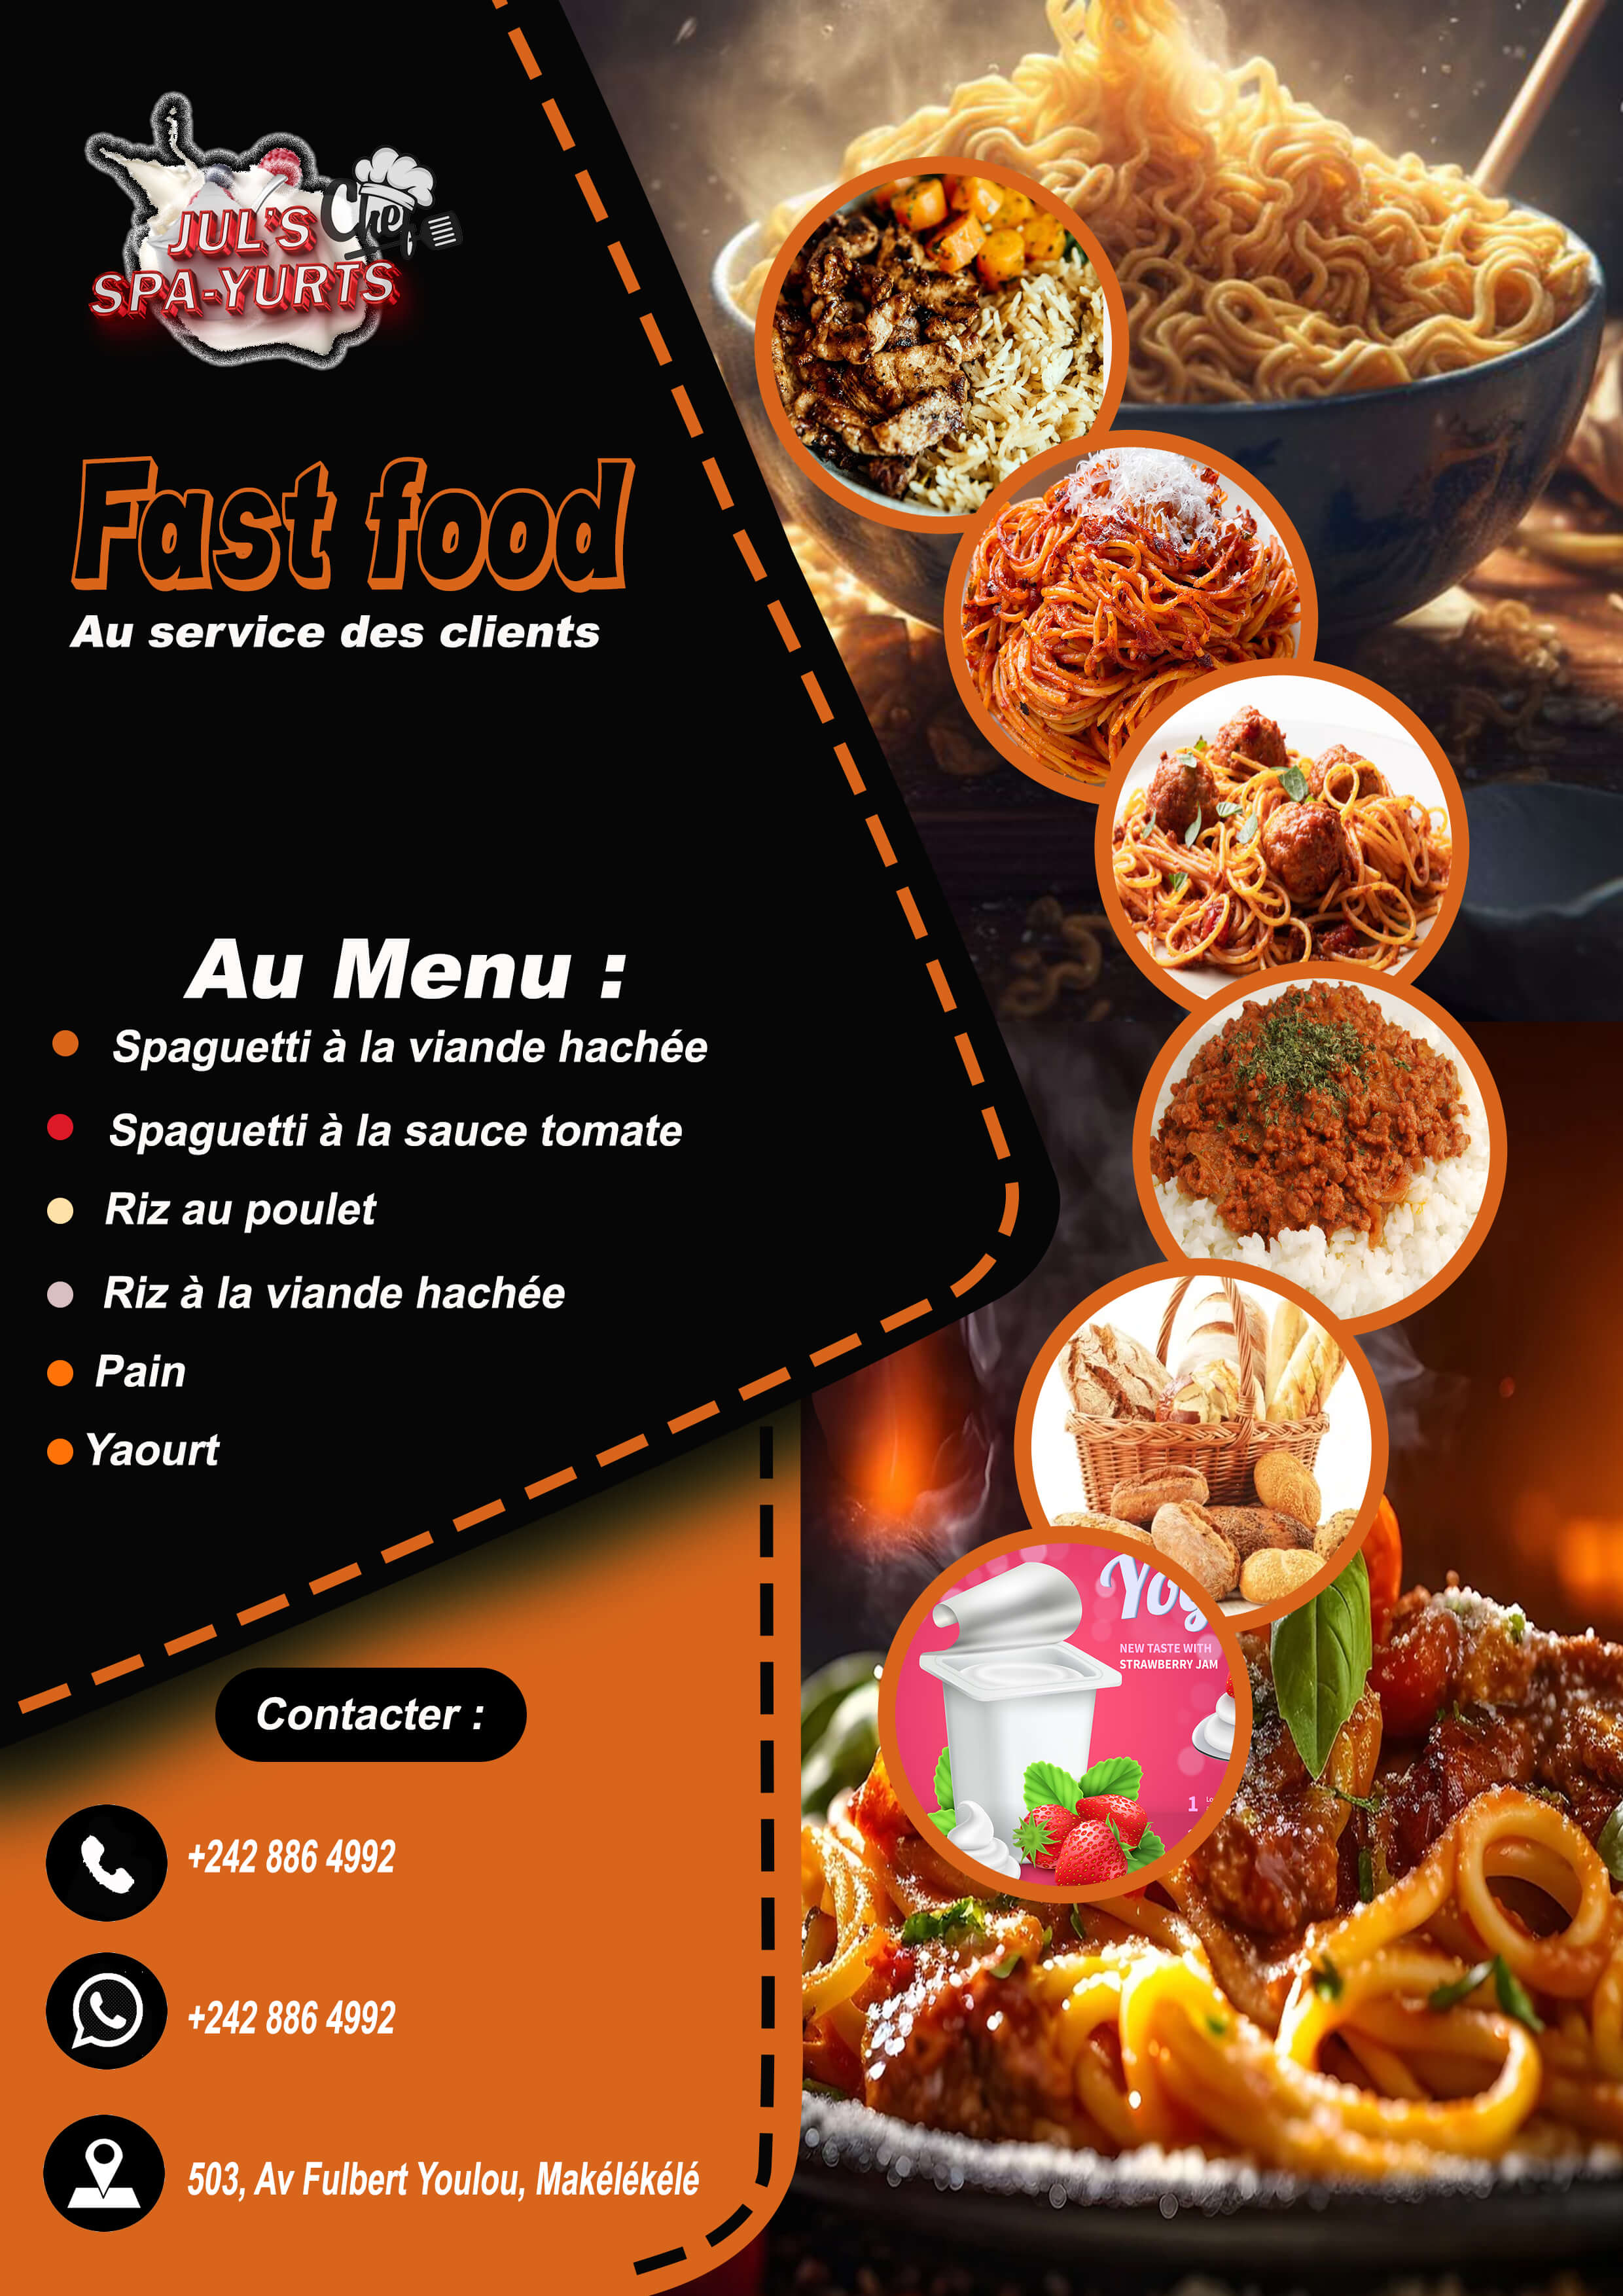 JUL'S
Chef
SPA-YURTS
Fast food
Au service des clients
Au Menu :
Spaguetti à la viande hachée
Spaguetti à la sauce tomate
Riz au poulet
Riz à la viande hachée
Pain
Yaourt
NEW TASTE WITH
STRAWBERRY JAM
1
Contacter :
+242 886 4992
+242 886 4992
503, Av Fulbert Youlou, Makélékélé